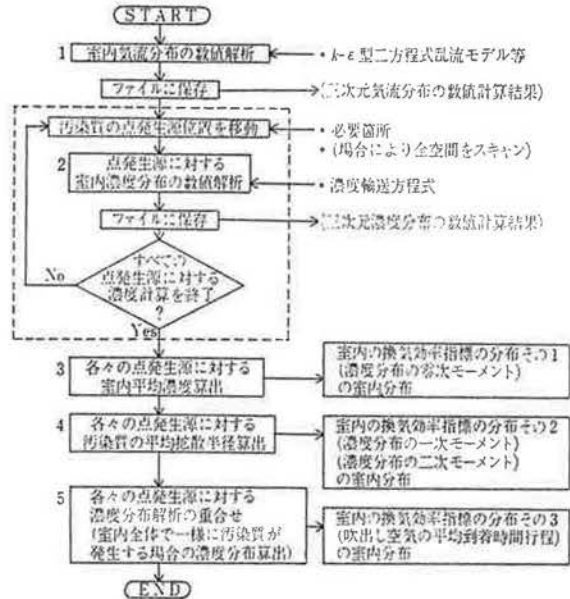 START
1 室内気流分布の数値解析
・k-ε型二方程式乱流モデル等
ファイルに保存
(三次元気流分布の数値計算結果)
汚染質の点発生源位置を移動
・必要箇所
・(場合により全空間をスキャン)
2 点発生源に対する
室内濃度分布の数値解析
・濃度輸送方程式
ファイルに保存
(三次元濃度分布の数値計算結果)
すべての
点発生源に対する
濃度計算を終了
?
No
Yes
3 各々の点発生源に対する
室内平均濃度算出
室内の換気効率指標の分布その1
(濃度分布の零次モーメント)
の室内分布
4 各々の点発生源に対する
汚染質の平均拡散半径算出
室内の換気効率指標の分布その2
(濃度分布の一次モーメント)
(濃度分布の二次モーメント)
の室内分布
5 各々の点発生源に対する
濃度分布解析の重合せ
(室内全体で一様に汚染質が
発生する場合の濃度分布算出)
室内の換気効率指標の分布その3
(吹出し空気の平均到着時間行程)
の室内分布
END